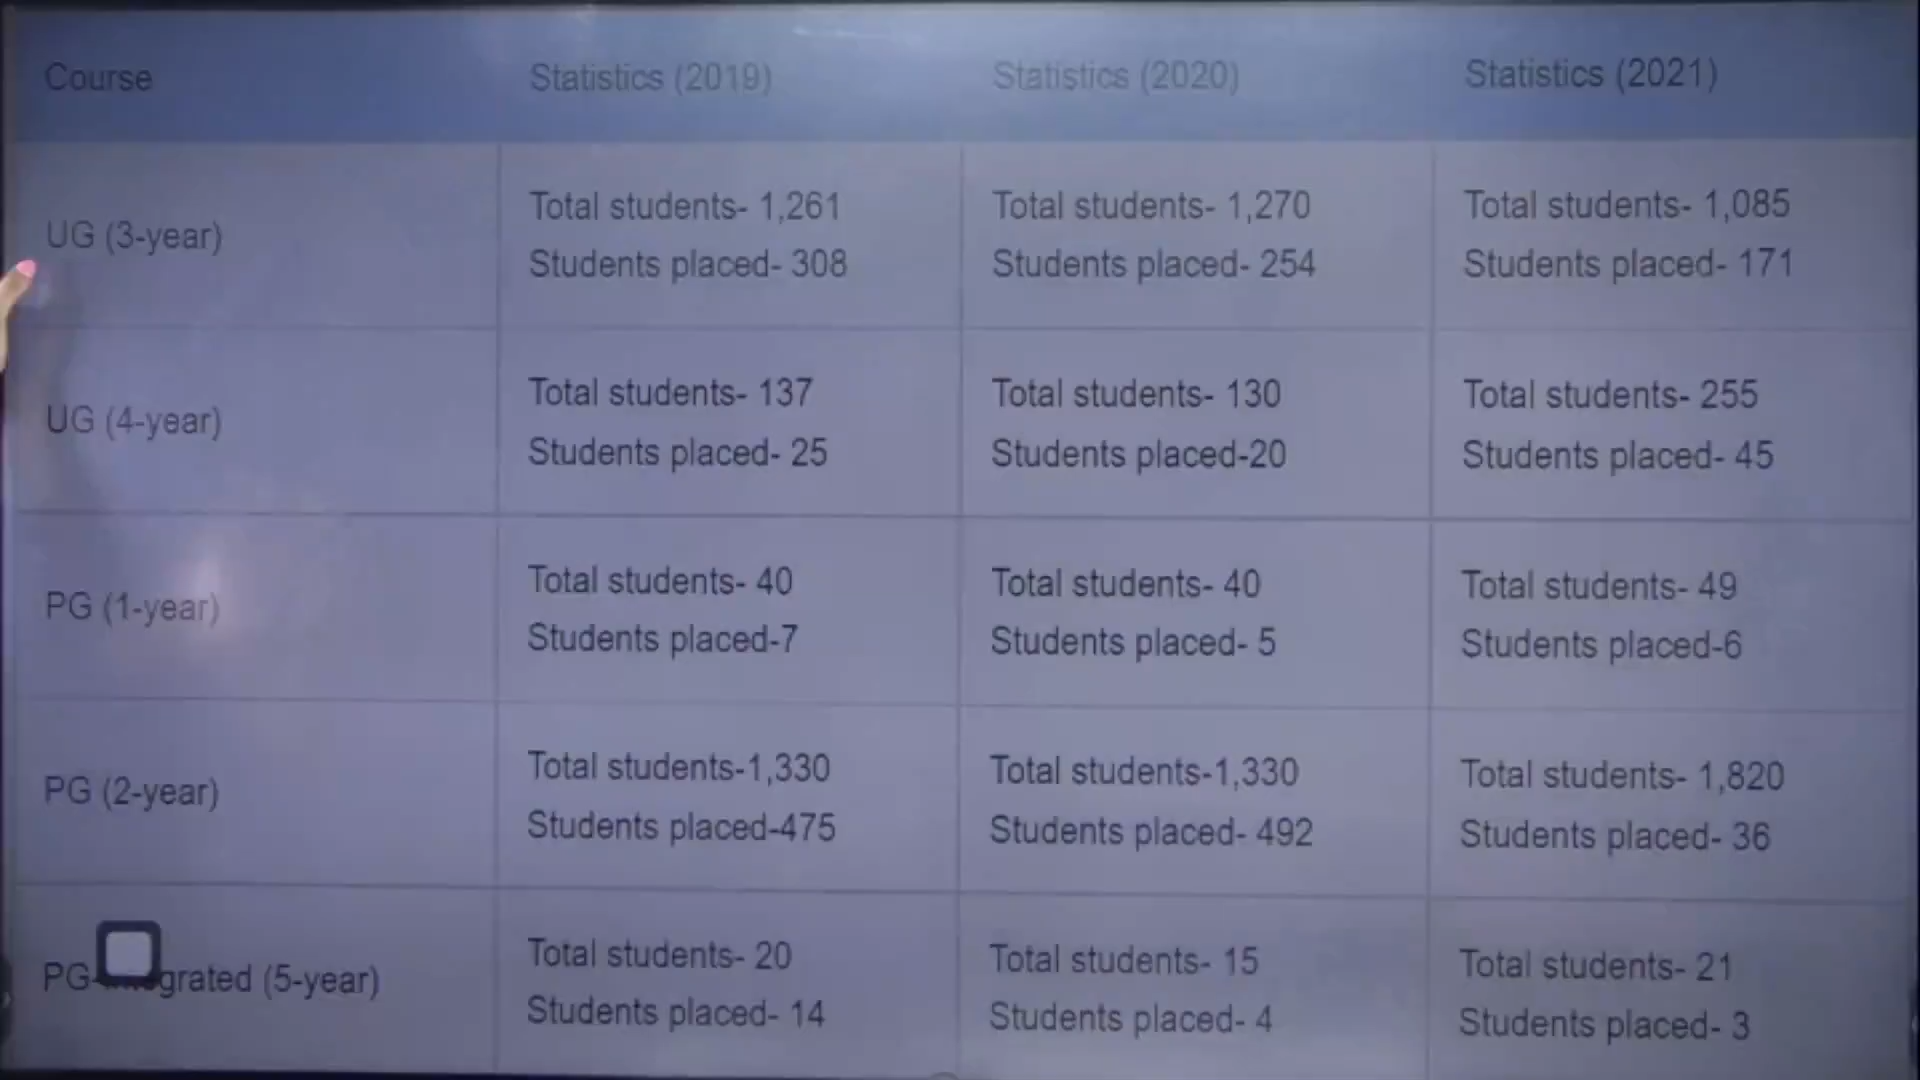 Course Statistics (2019) Statistics (2020) Statistics (2021)
UG (3-year)
Total students- 1,261
Students placed- 308
Total students- 1,270
Students placed- 254
Total students- 1,085
Students placed- 171
UG (4-year)
Total students- 137
Students placed- 25
Total students- 130
Students placed-20
Total students- 255
Students placed- 45
PG (1-year)
Total students- 40
Students placed-7
Total students- 40
Students placed- 5
Total students- 49
Students placed-6
PG (2-year)
Total students-1,330
Students placed-475
Total students-1,330
Students placed- 492
Total students- 1,820
Students placed- 36
PG (5-year)
Total students- 20
Students placed- 14
Total students- 15
Students placed- 4
Total students- 21
Students placed- 3